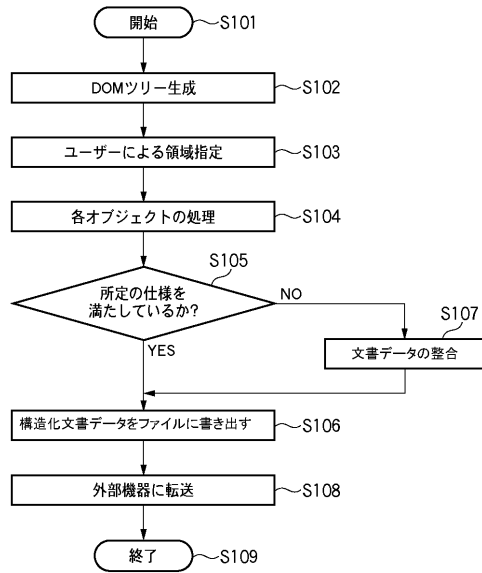 開始 S101
DOMツリー生成 S102
ユーザーによる領域指定 S103
各オブジェクトの処理 S104
S105
所定の仕様を
満たしているか?
NO
YES
S107
文書データの整合
構造化文書データをファイルに書き出す S106
外部機器に転送 S108
終了 S109